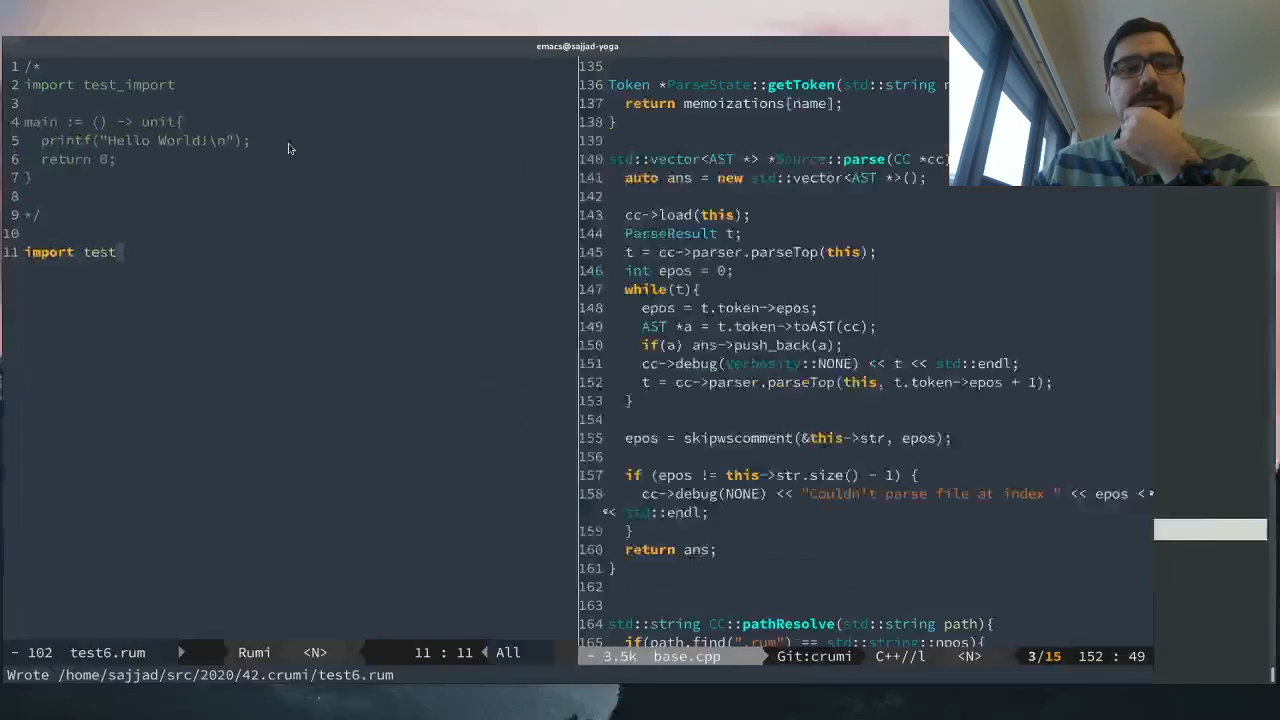 emacs@sajjad-yoga
1 /*
2 import test_import
3
4 main := () -> unit{
5 printf("Hello World!\n");
6 return 0;
7 }
8
9 */
10
11 import test
- 102 test6.rum Rumi <N> 11 : 11 All
Wrote /home/sajjad/src/2020/42.crumi/test6.rum
135
136 Token *ParseState::getToken(std::string
137 return memoizations[name];
138 }
139
140 std::vector<AST *> *Source::parse(CC *cc)
141 auto ans = new std::vector<AST *>();
142
143 cc->load(this);
144 ParseResult t;
145 t = cc->parser.parseTop(this);
146 int epos = 0;
147 while(t){
148 epos = t.token->epos;
149 AST *a = t.token->toAST(cc);
150 if(a) ans->push_back(a);
151 cc->debug(Verbosity::NONE) << t << std::endl;
152 t = cc->parser.parseTop(this, t.token->epos + 1);
153 }
154
155 epos = skipwscomment(&this->str, epos);
156
157 if (epos != this->str.size() - 1) {
158 cc->debug(NONE) << "Couldn't parse file at index " << epos <
<< std::endl;
159 }
160 return ans;
161 }
162
163
164 std::string CC::pathResolve(std::string path){
165 if(path.find(".rum") == std::string::npos){
- 3.5k base.cpp Git:crumi C++//l <N> 3/15 152 : 49